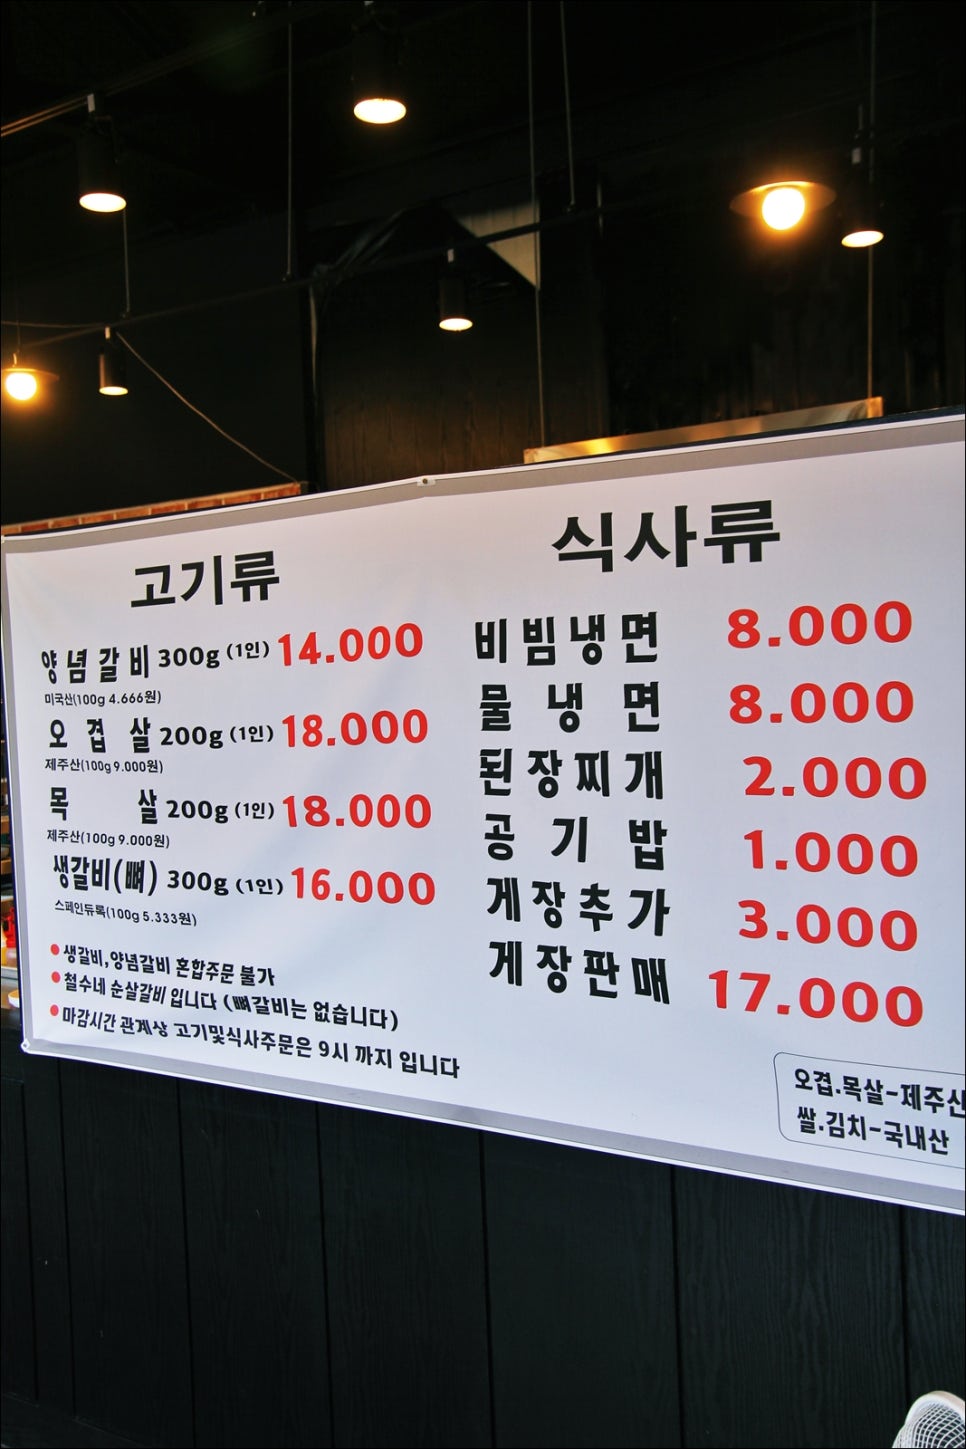 고기류
양념갈비 300g (1인) 14.000
미국산(100g 4.666원)
오겹살 200g (1인) 18.000
제주산(100g 9.000원)
목살 200g (1인) 18.000
제주산(100g 9.000원)
생갈비(뼈) 300g (1인) 16.000
스페인듀록(100g 5.333원)
● 생갈비,양념갈비 혼합주문 불가
● 철수네 순살갈비 입니다 (뼈갈비는 없습니다)
● 마감시간 관계상 고기및식사주문은 9시 까지 입니다
식사류
비빔냉면 8.000
물냉면 8.000
된장찌개 2.000
공기밥 1.000
게장추가 3.000
게장판매 17.000
오겹.목살-제주산
쌀.김치-국내산